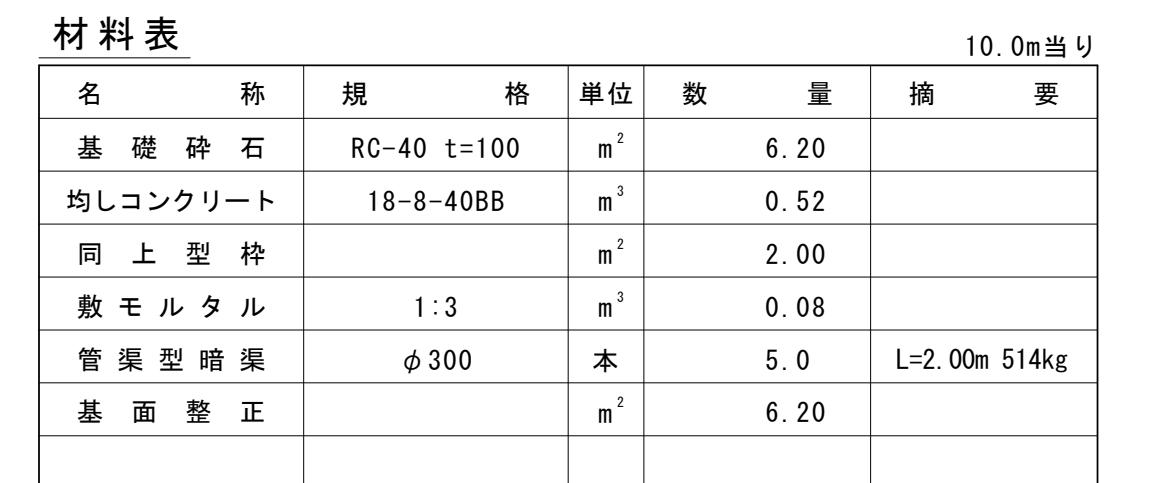 材料表
10.0m当り
名称 規格 単位 数量 摘要
基礎砕石 RC-40 t=100 m² 6.20
均しコンクリート 18-8-40BB m³ 0.52
同上型枠 m² 2.00
敷モルタル 1:3 m³ 0.08
管渠型暗渠 φ300 本 5.0 L=2.00m 514kg
基面整正 m² 6.20